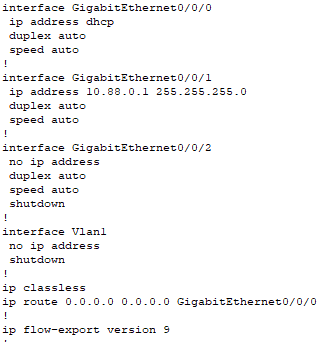 interface GigabitEthernet0/0/0
 ip address dhcp
 duplex auto
 speed auto
!
interface GigabitEthernet0/0/1
 ip address 10.88.0.1 255.255.255.0
 duplex auto
 speed auto
!
interface GigabitEthernet0/0/2
 no ip address
 duplex auto
 speed auto
 shutdown
!
interface Vlan1
 no ip address
 shutdown
!
ip classless
ip route 0.0.0.0 0.0.0.0 GigabitEthernet0/0/0
!
ip flow-export version 9
!